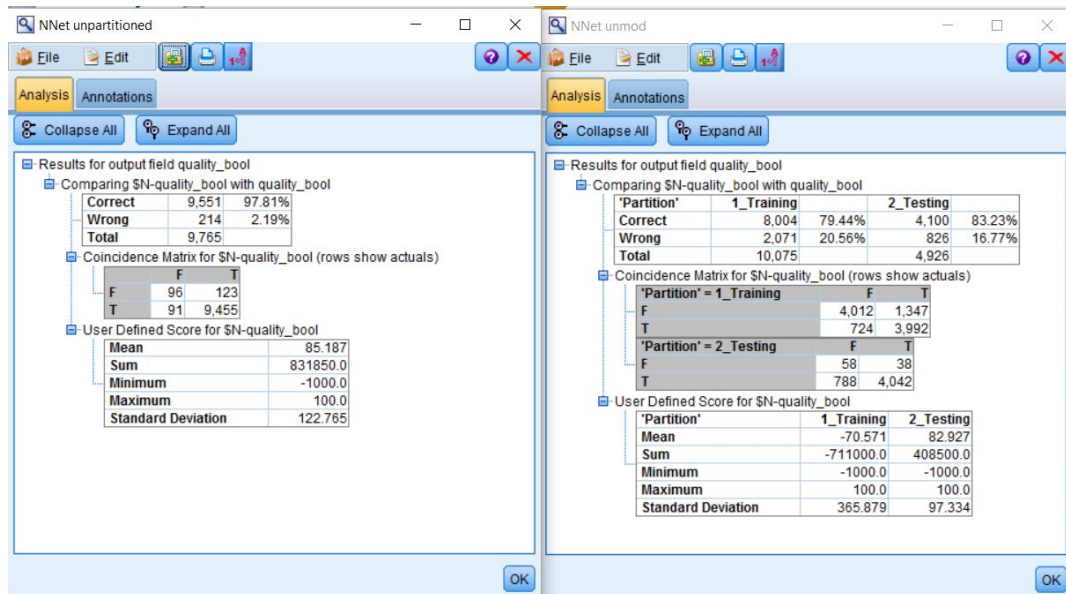 NNet unpartitioned
File Edit
Analysis Annotations
Collapse All Expand All
Results for output field quality_bool
Comparing $N-quality_bool with quality_bool
Correct 9,551 97.81%
Wrong 214 2.19%
Total 9,765
Coincidence Matrix for $N-quality_bool (rows show actuals)
F T
F 96 123
T 91 9,455
User Defined Score for $N-quality_bool
Mean 85.187
Sum 831850.0
Minimum -1000.0
Maximum 100.0
Standard Deviation 122.765
OK
NNet unmod
File Edit
Analysis Annotations
Collapse All Expand All
Results for output field quality_bool
Comparing $N-quality_bool with quality_bool
'Partition' 1_Training 2_Testing
Correct 8,004 79.44% 4,100 83.23%
Wrong 2,071 20.56% 826 16.77%
Total 10,075 4,926
Coincidence Matrix for $N-quality_bool (rows show actuals)
'Partition' = 1_Training F T
F 4,012 1,347
T 724 3,992
'Partition' = 2_Testing F T
F 58 38
T 788 4,042
User Defined Score for $N-quality_bool
'Partition' 1_Training 2_Testing
Mean -70.571 82.927
Sum -711000.0 408500.0
Minimum -1000.0 -1000.0
Maximum 100.0 100.0
Standard Deviation 365.879 97.334
OK